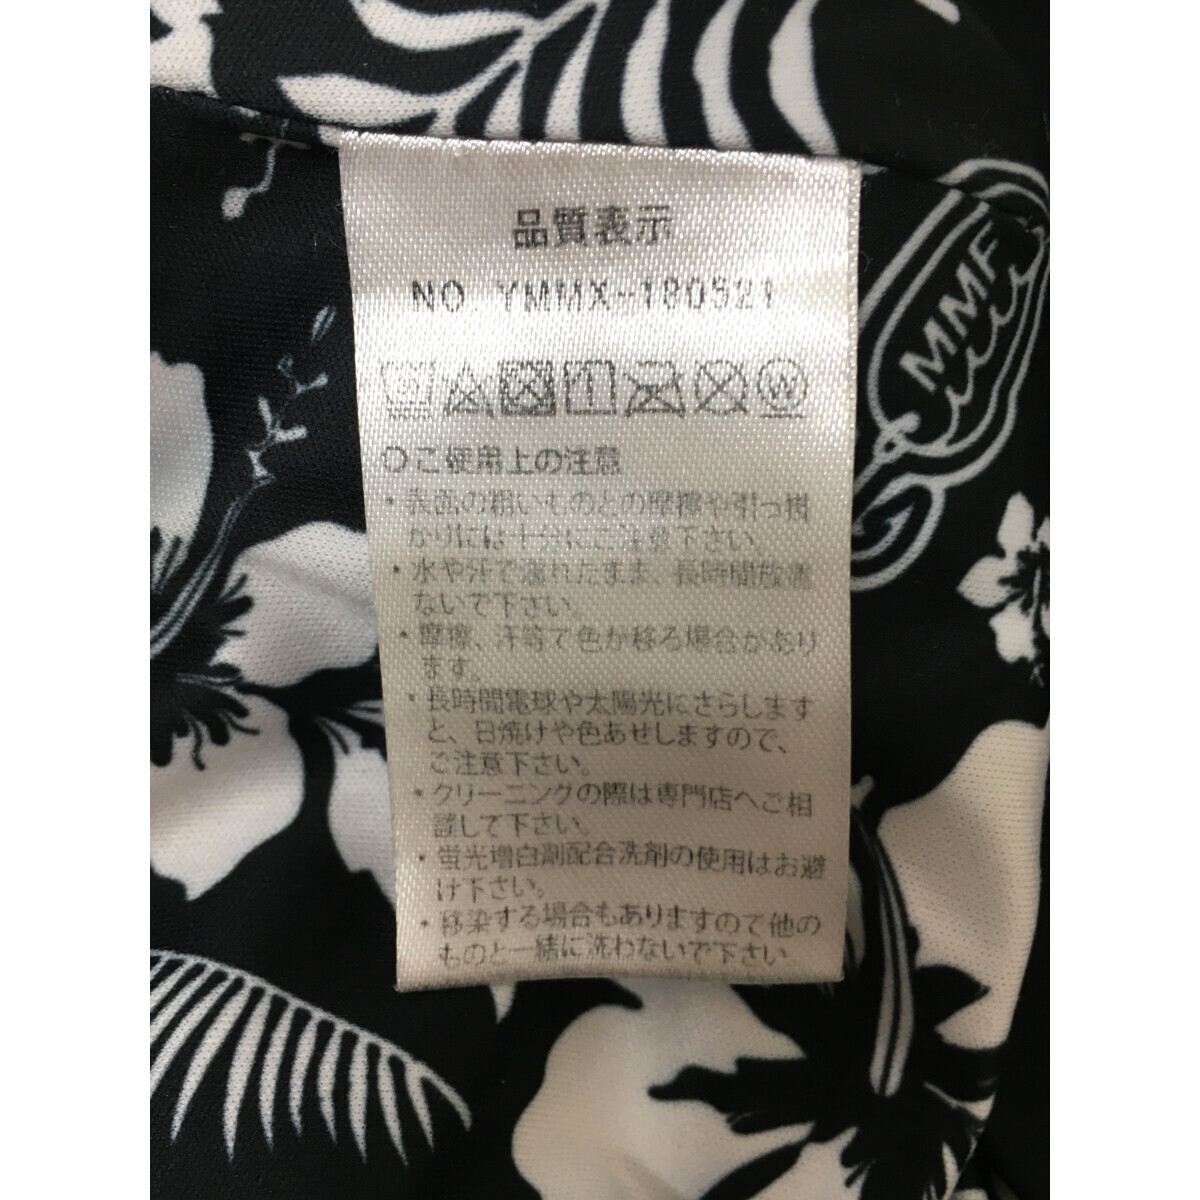 品質表示
NO YMMX-180521
○ご使用上の注意
・表面の粗いものとの摩擦や引っ掛
かりには十分にご注意下さい。
・水や汗で濡れたまま、長時間放置
ないで下さい。
・摩擦、汗等で色が移る場合があり
ます。
・長時間電球や太陽光にさらします
と、日焼けや色あせしますので、
ご注意下さい。
・クリーニングの際は専門店へご相
談して下さい。
・蛍光増白剤配合洗剤の使用はお避
け下さい。
・移染する場合もありますので他の
ものと一緒に洗わないで下さい
MMF